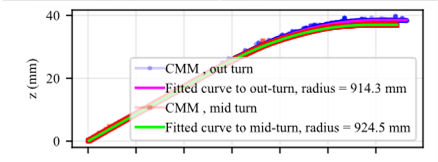 40
20
0
z (mm)
CMM , out turn
Fitted curve to out-turn, radius = 914.3 mm
CMM , mid turn
Fitted curve to mid-turn, radius = 924.5 mm